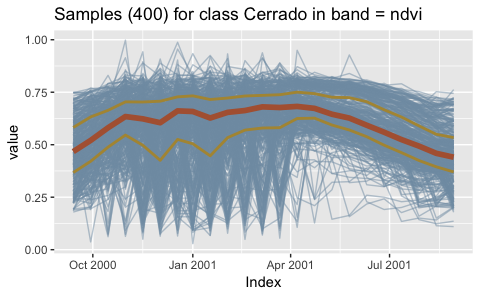 Samples (400) for class Cerrado in band = ndvi
value
1.00
0.75
0.50
0.25
0.00
Oct 2000 Jan 2001 Apr 2001 Jul 2001
Index